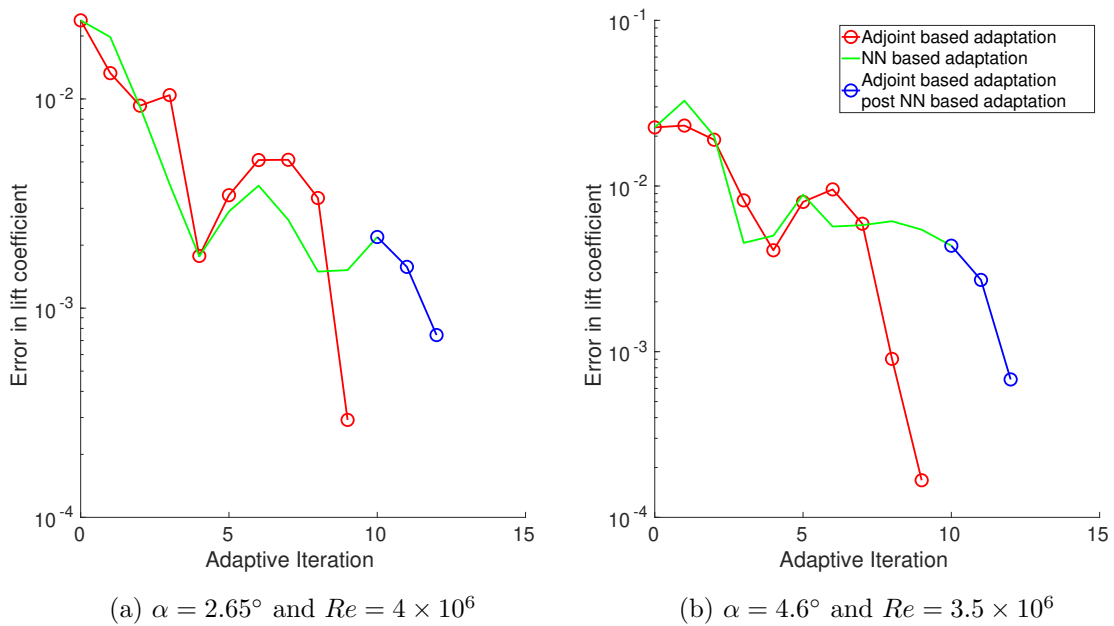 10^-2
10^-3
10^-4
Error in lift coefficient
0 5 10 15
Adaptive Iteration
(a) α = 2.65° and Re = 4 × 10^6
10^-1
10^-2
10^-3
10^-4
Error in lift coefficient
0 5 10 15
Adaptive Iteration
Adjoint based adaptation
NN based adaptation
Adjoint based adaptation
post NN based adaptation
(b) α = 4.6° and Re = 3.5 × 10^6